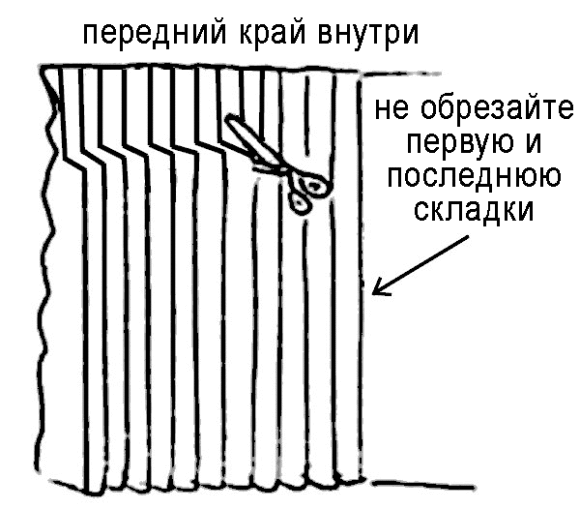 передний край внутри
не обрезайте
первую и
последнюю
складки